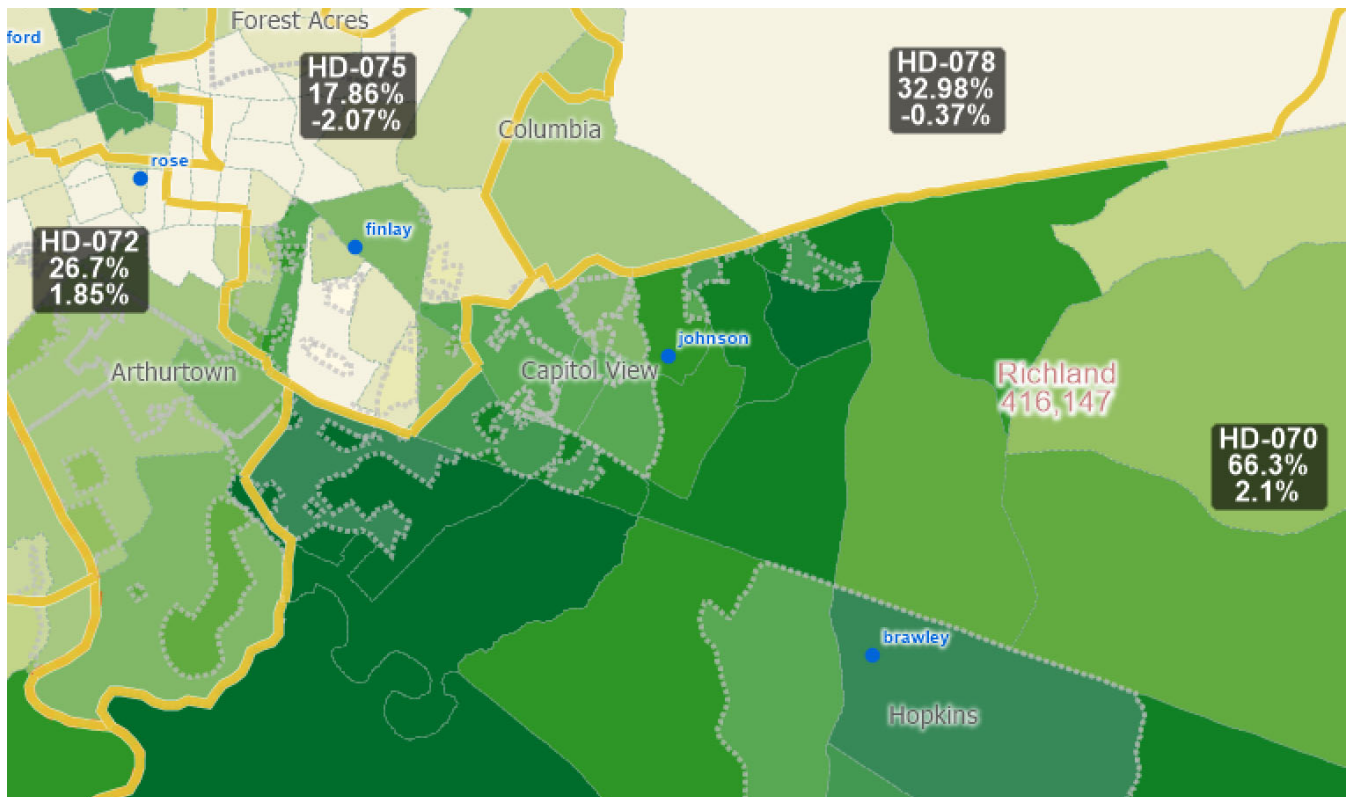 Forest Acres
ford
HD-075
17.86%
-2.07%
HD-078
32.98%
-0.37%
Columbia
rose
finlay
HD-072
26.7%
1.85%
johnson
Arthurtown
Capitol View
Richland
416,147
HD-070
66.3%
2.1%
brawley
Hopkins